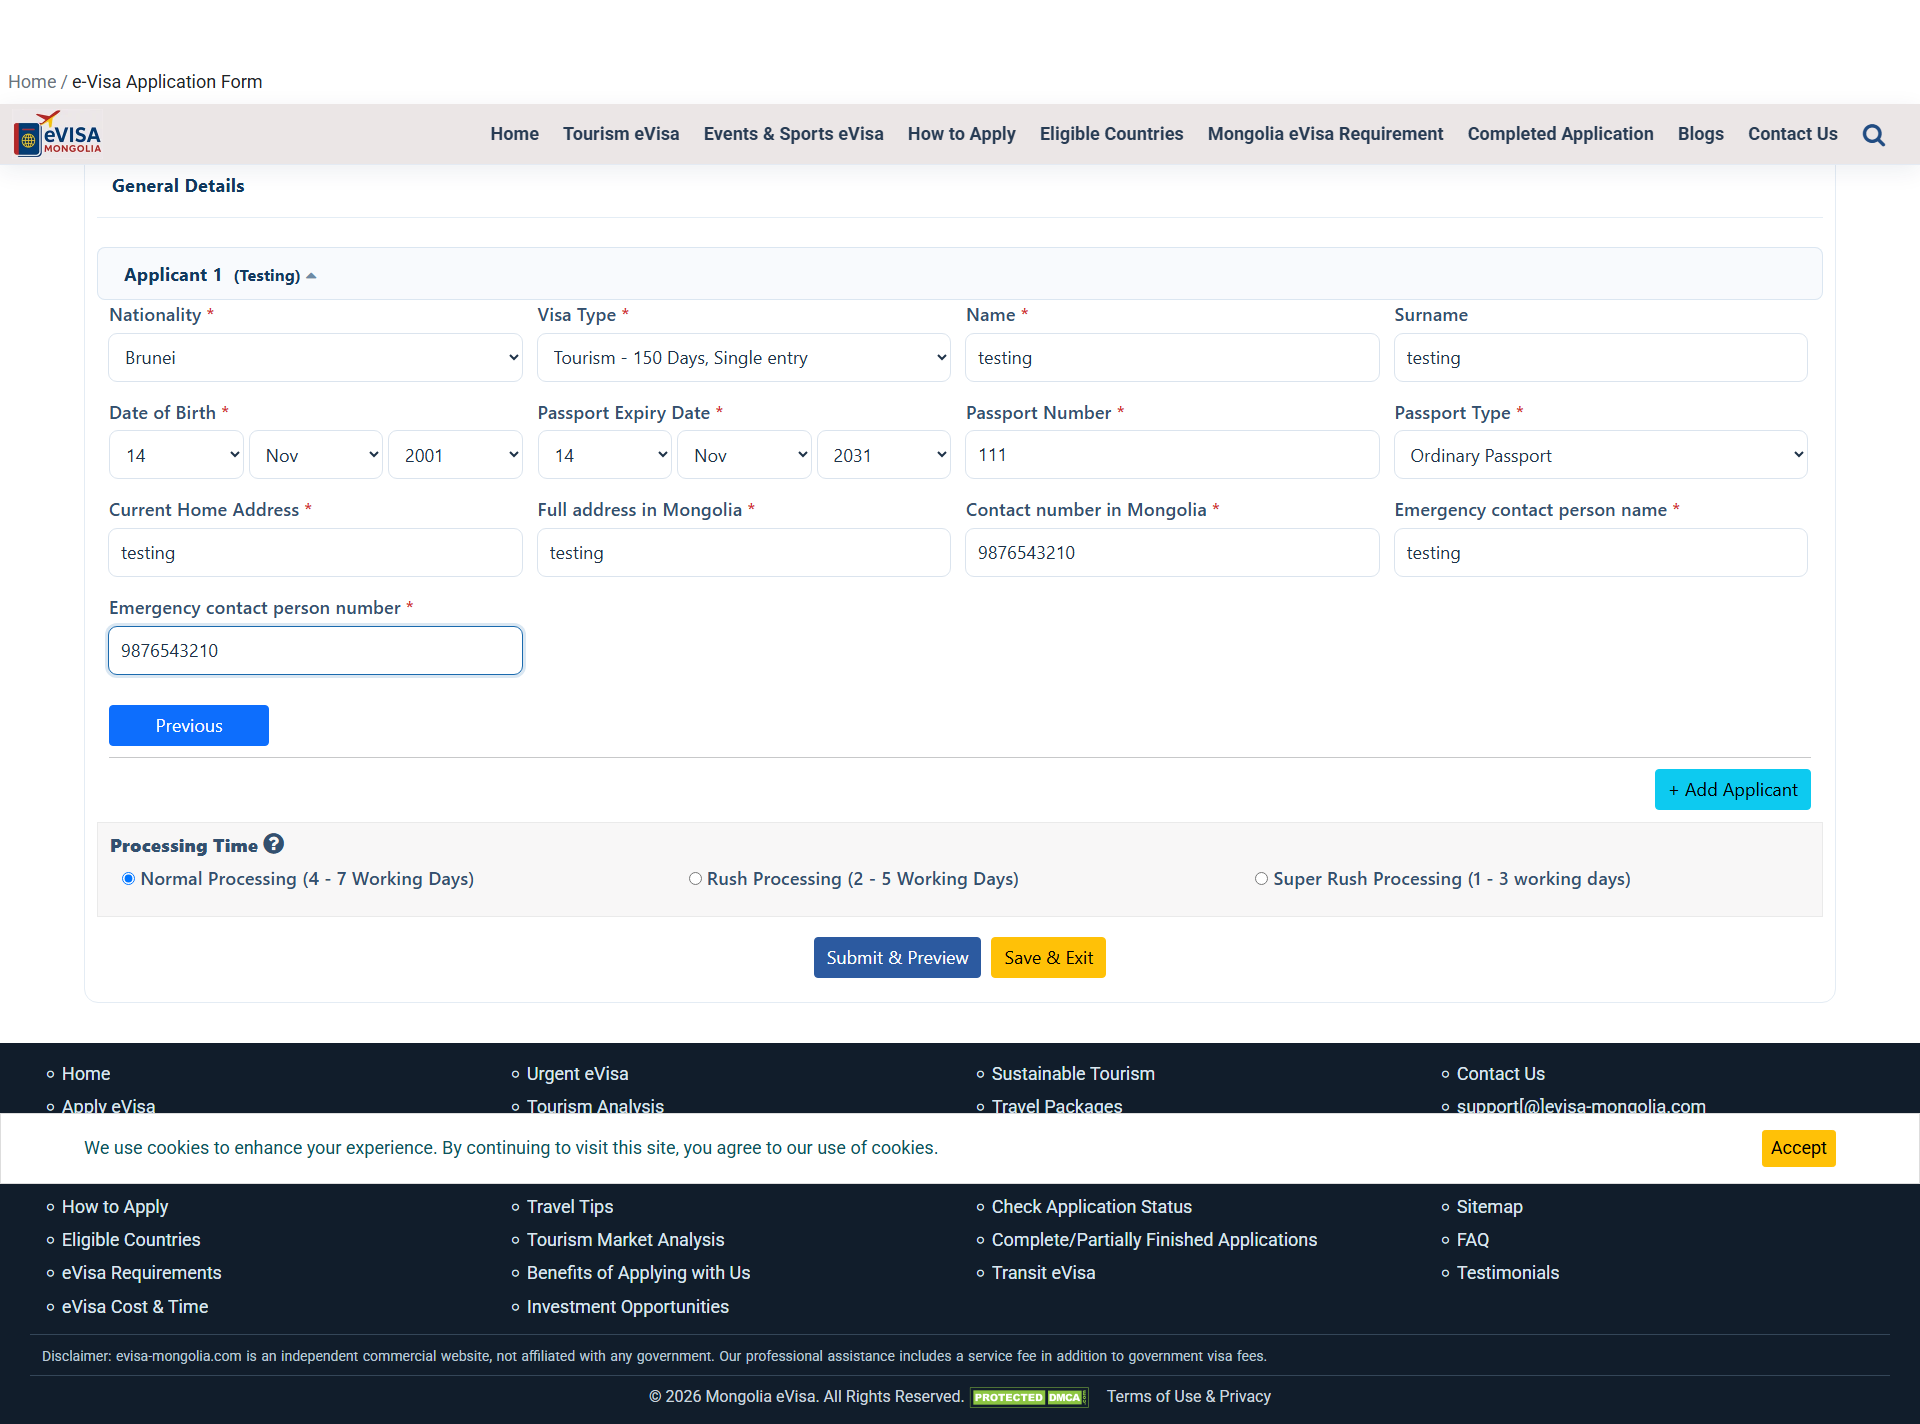 Home / e-Visa Application Form
eVISA
MONGOLIA
Home Tourism eVisa Events & Sports eVisa How to Apply Eligible Countries Mongolia eVisa Requirement Completed Application Blogs Contact Us
General Details
Applicant 1 (Testing)
Nationality * Visa Type * Name * Surname
Brunei Tourism - 150 Days, Single entry testing testing
Date of Birth * Passport Expiry Date * Passport Number * Passport Type *
14 Nov 2001 14 Nov 2031 111 Ordinary Passport
Current Home Address * Full address in Mongolia * Contact number in Mongolia * Emergency contact person name *
testing testing 9876543210 testing
Emergency contact person number *
9876543210
Previous
+ Add Applicant
Processing Time ?
Normal Processing (4 - 7 Working Days) Rush Processing (2 - 5 Working Days) Super Rush Processing (1 - 3 working days)
Submit & Preview Save & Exit
Home Urgent eVisa Sustainable Tourism Contact Us
Apply eVisa Tourism Analysis Travel Packages support[@]evisa-mongolia.com
We use cookies to enhance your experience. By continuing to visit this site, you agree to our use of cookies. Accept
How to Apply Travel Tips Check Application Status Sitemap
Eligible Countries Tourism Market Analysis Complete/Partially Finished Applications FAQ
eVisa Requirements Benefits of Applying with Us Transit eVisa Testimonials
eVisa Cost & Time Investment Opportunities
Disclaimer: evisa-mongolia.com is an independent commercial website, not affiliated with any government. Our professional assistance includes a service fee in addition to government visa fees.
© 2026 Mongolia eVisa. All Rights Reserved. PROTECTED DMCA Terms of Use & Privacy